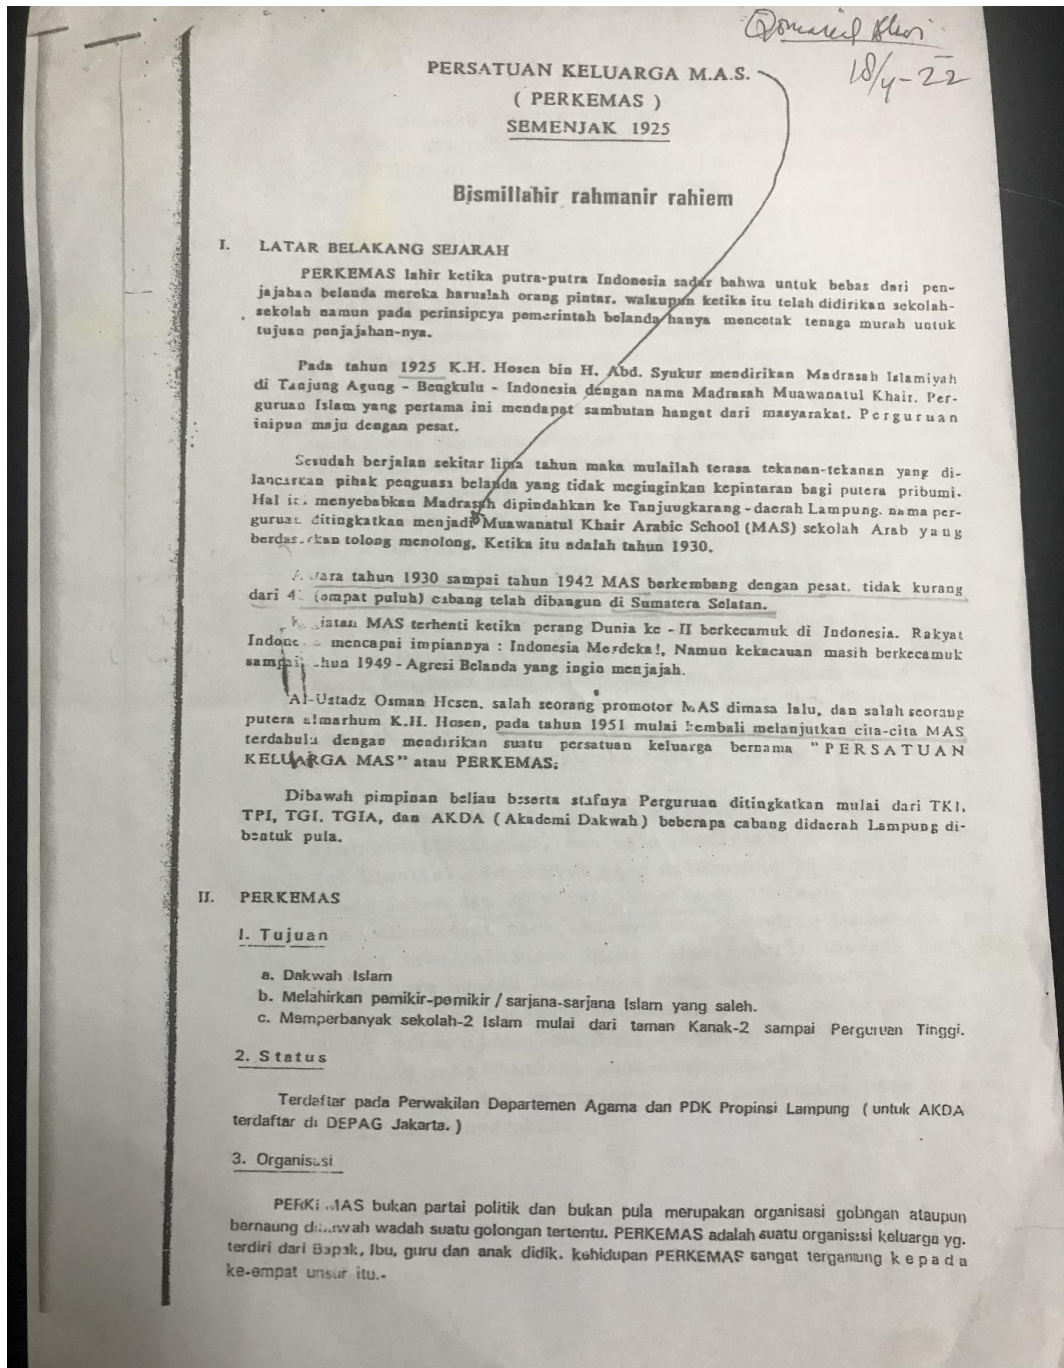 18/4-22
PERSATUAN KELUARGA M.A.S.
( PERKEMAS )
SEMENJAK 1925
Bismillahir rahmanir rahiem
I. LATAR BELAKANG SEJARAH
PERKEMAS lahir ketika putra-putra Indonesia sadar bahwa untuk bebas dari pen-
jajahan belanda mereka haruslah orang pintar. walaupun ketika itu telah didirikan sekolah-
sekolah namun pada perinsipnya pemerintah belanda hanya mencetak tenaga murah untuk
tujuan penjajahan-nya.
Pada tahun 1925 K.H. Hosen bin H. Abd. Syukur mendirikan Madrasah Islamiyah
di Tanjung Agung - Bengkulu - Indonesia dengan nama Madrasah Muawanatul Khair. Per-
guruan Islam yang pertama ini mendapat sambutan hangat dari masyarakat. Perguruan
inipun maju dengan pesat.
Sesudah berjalan sekitar lima tahun maka mulailah terasa tekanan-tekanan yang di-
lancarkan pihak penguasa belanda yang tidak meginginkan kepintaran bagi putera pribumi.
Hal ini menyebabkan Madrasah dipindahkan ke Tanjungkarang - daerah Lampung. nama per-
guruan ditingkatkan menjadi Muawanatul Khair Arabic School (MAS) sekolah Arab yang
berdasarkan tolong menolong, Ketika itu adalah tahun 1930.
Antara tahun 1930 sampai tahun 1942 MAS berkembang dengan pesat. tidak kurang
dari 40 (empat puluh) cabang telah dibangun di Sumatera Selatan.
Kegiatan MAS terhenti ketika perang Dunia ke - II berkecamuk di Indonesia. Rakyat
Indonesia mencapai impiannya : Indonesia Merdeka!, Namun kekacauan masih berkecamuk
sampai tahun 1949 - Agresi Belanda yang ingin menjajah.
Al-Ustadz Osman Hosen. salah seorang promotor MAS dimasa lalu, dan salah seorang
putera almarhum K.H. Hosen, pada tahun 1951 mulai kembali melanjutkan cita-cita MAS
terdahulu dengan mendirikan suatu persatuan keluarga bernama "PERSATUAN
KELUARGA MAS" atau PERKEMAS.
Dibawah pimpinan beliau beserta stafnya Perguruan ditingkatkan mulai dari TKI,
TPI, TGI, TGIA, dan AKDA ( Akademi Dakwah ) beberapa cabang didaerah Lampung di-
bentuk pula.
II. PERKEMAS
1. Tujuan
a. Dakwah Islam
b. Melahirkan pemikir-pemikir / sarjana-sarjana Islam yang saleh.
c. Memperbanyak sekolah-2 Islam mulai dari taman Kanak-2 sampai Perguruan Tinggi.
2. Status
Terdaftar pada Perwakilan Departemen Agama dan PDK Propinsi Lampung ( untuk AKDA
terdaftar di DEPAG Jakarta. )
3. Organisasi
PERKEMAS bukan partai politik dan bukan pula merupakan organisasi golongan ataupun
bernaung dibawah wadah suatu golongan tertentu. PERKEMAS adalah suatu organisasi keluarga yg.
terdiri dari Bapak, Ibu, guru dan anak didik. kehidupan PERKEMAS sangat tergantung kepada
ke-empat unsur itu.-